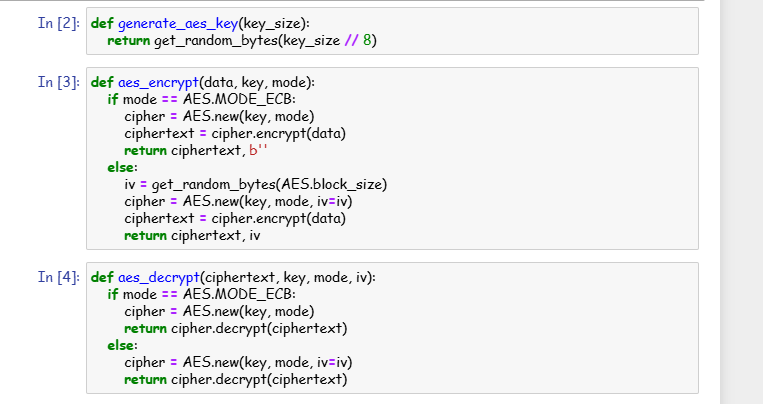 In [2]: def generate_aes_key(key_size):
return get_random_bytes(key_size // 8)
In [3]: def aes_encrypt(data, key, mode):
if mode == AES.MODE_ECB:
cipher = AES.new(key, mode)
ciphertext = cipher.encrypt(data)
return ciphertext, b''
else:
iv = get_random_bytes(AES.block_size)
cipher = AES.new(key, mode, iv=iv)
ciphertext = cipher.encrypt(data)
return ciphertext, iv
In [4]: def aes_decrypt(ciphertext, key, mode, iv):
if mode == AES.MODE_ECB:
cipher = AES.new(key, mode)
return cipher.decrypt(ciphertext)
else:
cipher = AES.new(key, mode, iv=iv)
return cipher.decrypt(ciphertext)